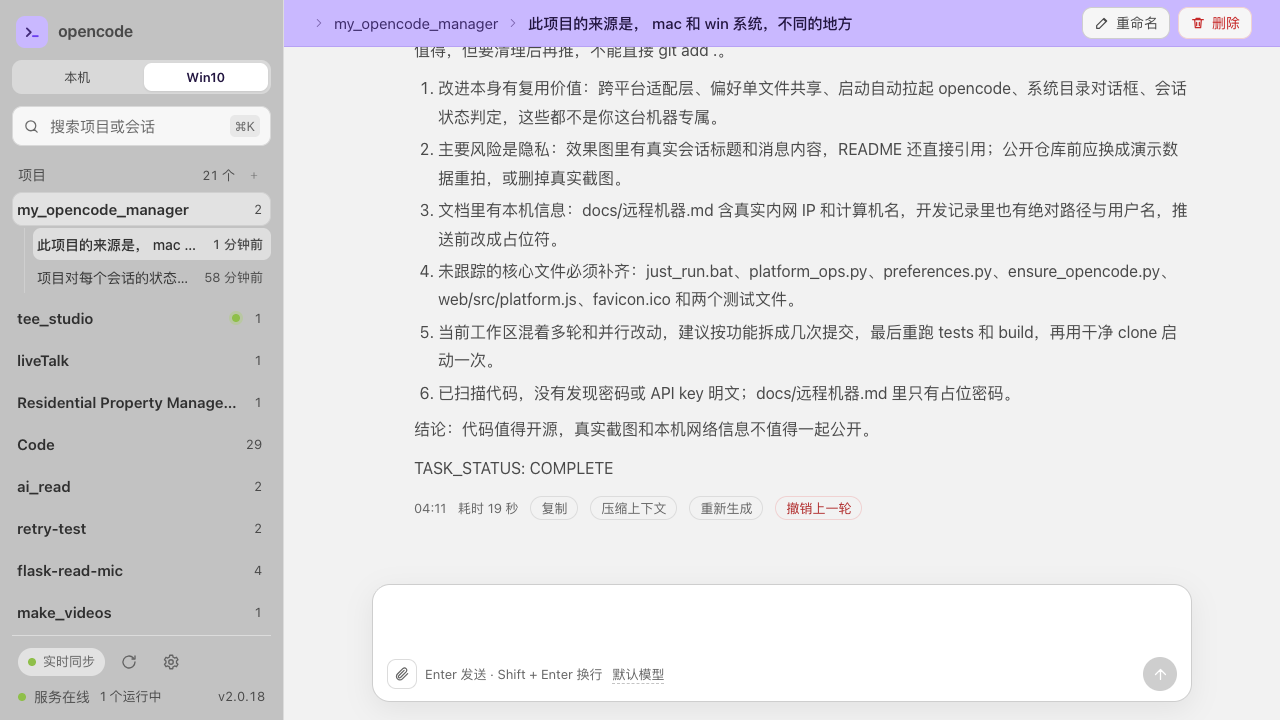 opencode
本机
Win10
搜索项目或会话
⌘K
项目
21 个
+
my_opencode_manager
2
此项目的来源是， mac ...
1 分钟前
项目对每个会话的状态...
58 分钟前
tee_studio
1
liveTalk
1
Residential Property Manage...
1
Code
29
ai_read
2
retry-test
2
flask-read-mic
4
make_videos
1
实时同步
服务在线
1 个运行中
v2.0.18
my_opencode_manager
此项目的来源是， mac 和 win 系统，不同的地方
重命名
删除
值得，但要清理后再推，不能直接 git add .。
1. 改进本身有复用价值：跨平台适配层、偏好单文件共享、启动自动拉起 opencode、系统目录对话框、会话
状态判定，这些都不是你这台机器专属。
2. 主要风险是隐私：效果图里有真实会话标题和消息内容，README 还直接引用；公开仓库前应换成演示数
据重拍，或删掉真实截图。
3. 文档里有本机信息：docs/远程机器.md 含真实内网 IP 和计算机名，开发记录里也有绝对路径与用户名，推
送前改成占位符。
4. 未跟踪的核心文件必须补齐：just_run.bat、platform_ops.py、preferences.py、ensure_opencode.py、
web/src/platform.js、favicon.ico 和两个测试文件。
5. 当前工作区混着多轮和并行改动，建议按功能拆成几次提交，最后重跑 tests 和 build，再用干净 clone 启
动一次。
6. 已扫描代码，没有发现密码或 API key 明文；docs/远程机器.md 里只有占位密码。
结论：代码值得开源，真实截图和本机网络信息不值得一起公开。
TASK_STATUS: COMPLETE
04:11
耗时 19 秒
复制
压缩上下文
重新生成
撤销上一轮
Enter 发送 · Shift + Enter 换行
默认模型